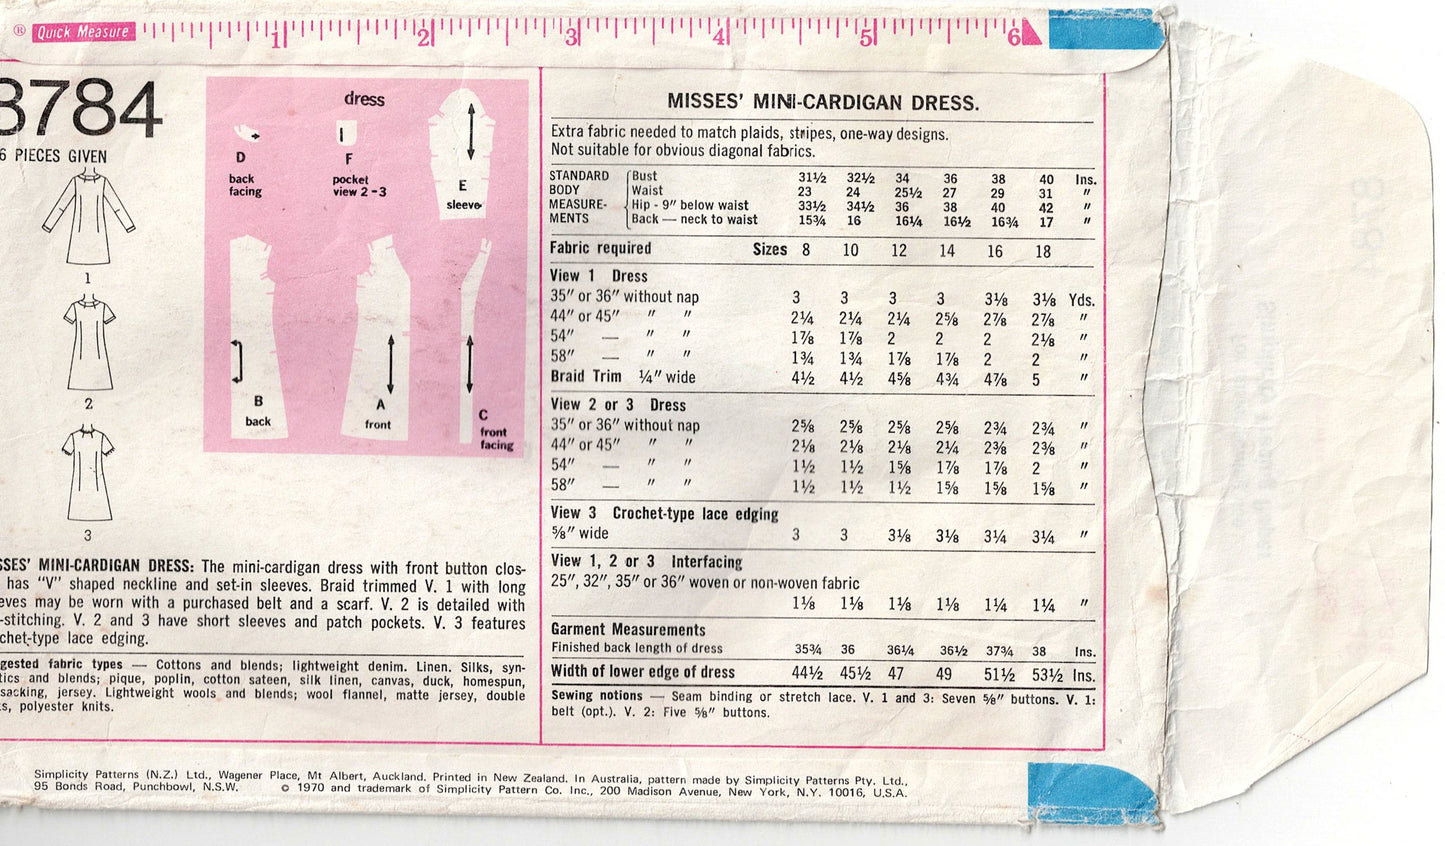 ® Quick Measure 1 2 3 4 5 6
8784
6 PIECES GIVEN
1
2
3
dress
D
back
facing
F
pocket
view 2-3
E
sleeve
B
back
A
front
C
front
facing
SSES' MINI-CARDIGAN DRESS: The mini-cardigan dress with front button clos-
has "V" shaped neckline and set-in sleeves. Braid trimmed V. 1 with long
eves may be worn with a purchased belt and a scarf. V. 2 is detailed with
-stitching. V. 2 and 3 have short sleeves and patch pockets. V. 3 features
chet-type lace edging.
gested fabric types — Cottons and blends; lightweight denim. Linen. Silks, syn-
tics and blends; pique, poplin, cotton sateen, silk linen, canvas, duck, homespun,
sacking, jersey. Lightweight wools and blends; wool flannel, matte jersey, double
s, polyester knits.
MISSES' MINI-CARDIGAN DRESS.
Extra fabric needed to match plaids, stripes, one-way designs.
Not suitable for obvious diagonal fabrics.
STANDARD Bust 31½ 32½ 34 36 38 40 Ins.
BODY Waist 23 24 25½ 27 29 31 "
MEASURE- Hip - 9" below waist 33½ 34½ 36 38 40 42 "
MENTS Back — neck to waist 15¾ 16 16¼ 16½ 16¾ 17 "
Fabric required Sizes 8 10 12 14 16 18
View 1 Dress
35" or 36" without nap 3 3 3 3 3⅛ 3⅛ Yds.
44" or 45" " " 2¼ 2¼ 2¼ 2⅝ 2⅞ 2⅞ "
54" — " " 1⅞ 1⅞ 2 2 2 2⅛ "
58" — " " 1¾ 1¾ 1⅞ 1⅞ 2 2 "
Braid Trim ¼" wide 4½ 4½ 4⅝ 4¾ 4⅞ 5 "
View 2 or 3 Dress
35" or 36" without nap 2⅝ 2⅝ 2⅝ 2⅝ 2¾ 2¾ "
44" or 45" " " 2⅛ 2⅛ 2⅛ 2¼ 2⅜ 2⅜ "
54" — " " 1½ 1½ 1⅝ 1⅞ 1⅞ 2 "
58" — " " 1½ 1½ 1½ 1⅝ 1⅝ 1⅝ "
View 3 Crochet-type lace edging
⅝" wide 3 3 3⅛ 3⅛ 3¼ 3¼ "
View 1, 2 or 3 Interfacing
25", 32", 35" or 36" woven or non-woven fabric
1⅛ 1⅛ 1⅛ 1⅛ 1¼ 1¼ "
Garment Measurements
Finished back length of dress 35¾ 36 36¼ 36½ 37¾ 38 Ins.
Width of lower edge of dress 44½ 45½ 47 49 51½ 53½ Ins.
Sewing notions — Seam binding or stretch lace. V. 1 and 3: Seven ⅝" buttons. V. 1:
belt (opt.). V. 2: Five ⅝" buttons.
Simplicity Patterns (N.Z.) Ltd., Wagener Place, Mt Albert, Auckland. Printed in New Zealand. In Australia, pattern made by Simplicity Patterns Pty. Ltd.,
95 Bonds Road, Punchbowl, N.S.W. © 1970 and trademark of Simplicity Pattern Co. Inc., 200 Madison Avenue, New York, N.Y. 10016, U.S.A.